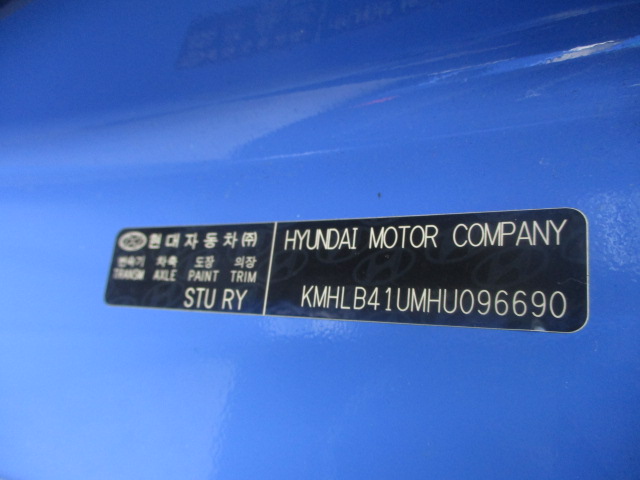 현대자동차㈜
변속기 차축 도장 의장
TRANSM AXLE PAINT TRIM
STU RY
HYUNDAI MOTOR COMPANY
KMHLB41UMHU096690